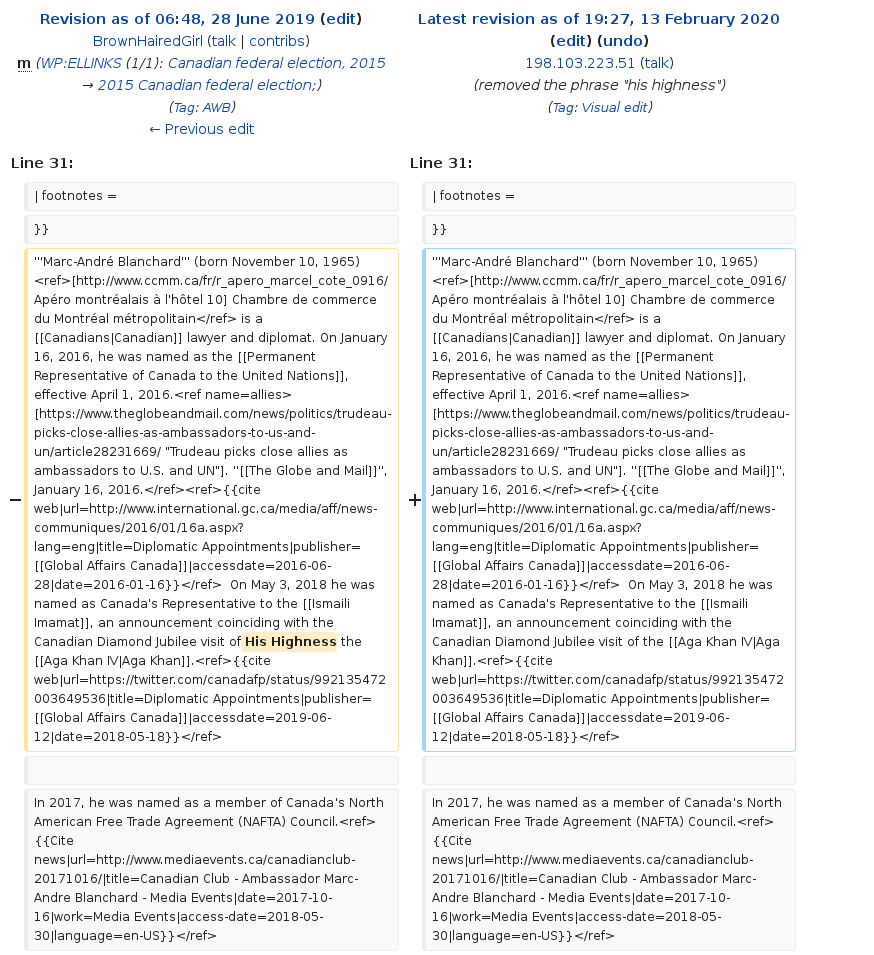 Revision as of 06:48, 28 June 2019 (edit)
BrownHairedGirl (talk | contribs)
m (WP:ELLINKS (1/1): Canadian federal election, 2015
→ 2015 Canadian federal election;)
(Tag: AWB)
← Previous edit
Latest revision as of 19:27, 13 February 2020
(edit) (undo)
198.103.223.51 (talk)
(removed the phrase "his highness")
(Tag: Visual edit)
Line 31:
| footnotes =
}}
− '''Marc-André Blanchard''' (born November 10, 1965)
<ref>[http://www.ccmm.ca/fr/r_apero_marcel_cote_0916/
Apéro montréalais à l'hôtel 10] Chambre de commerce
du Montréal métropolitain</ref> is a
[[Canadians|Canadian]] lawyer and diplomat. On January
16, 2016, he was named as the [[Permanent
Representative of Canada to the United Nations]],
effective April 1, 2016.<ref name=allies>
[https://www.theglobeandmail.com/news/politics/trudeau-
picks-close-allies-as-ambassadors-to-us-and-
un/article28231669/ "Trudeau picks close allies as
ambassadors to U.S. and UN"]. ''[[The Globe and Mail]]'',
January 16, 2016.</ref><ref>{{cite
web|url=http://www.international.gc.ca/media/aff/news-
communiques/2016/01/16a.aspx?
lang=eng|title=Diplomatic Appointments|publisher=
[[Global Affairs Canada]]|accessdate=2016-06-
28|date=2016-01-16}}</ref>  On May 3, 2018 he was
named as Canada's Representative to the [[Ismaili
Imamat]], an announcement coinciding with the
Canadian Diamond Jubilee visit of His Highness the
[[Aga Khan IV|Aga Khan]].<ref>{{cite
web|url=https://twitter.com/canadafp/status/992135472
003649536|title=Diplomatic Appointments|publisher=
[[Global Affairs Canada]]|accessdate=2019-06-
12|date=2018-05-18}}</ref>
In 2017, he was named as a member of Canada's North
American Free Trade Agreement (NAFTA) Council.<ref>
{{Cite
news|url=http://www.mediaevents.ca/canadianclub-
20171016/|title=Canadian Club - Ambassador Marc-
Andre Blanchard - Media Events|date=2017-10-
16|work=Media Events|access-date=2018-05-
30|language=en-US}}</ref>
Line 31:
| footnotes =
}}
+ '''Marc-André Blanchard''' (born November 10, 1965)
<ref>[http://www.ccmm.ca/fr/r_apero_marcel_cote_0916/
Apéro montréalais à l'hôtel 10] Chambre de commerce
du Montréal métropolitain</ref> is a
[[Canadians|Canadian]] lawyer and diplomat. On January
16, 2016, he was named as the [[Permanent
Representative of Canada to the United Nations]],
effective April 1, 2016.<ref name=allies>
[https://www.theglobeandmail.com/news/politics/trudeau-
picks-close-allies-as-ambassadors-to-us-and-
un/article28231669/ "Trudeau picks close allies as
ambassadors to U.S. and UN"]. ''[[The Globe and Mail]]'',
January 16, 2016.</ref><ref>{{cite
web|url=http://www.international.gc.ca/media/aff/news-
communiques/2016/01/16a.aspx?
lang=eng|title=Diplomatic Appointments|publisher=
[[Global Affairs Canada]]|accessdate=2016-06-
28|date=2016-01-16}}</ref>  On May 3, 2018 he was
named as Canada's Representative to the [[Ismaili
Imamat]], an announcement coinciding with the
Canadian Diamond Jubilee visit of the [[Aga Khan IV|Aga
Khan]].<ref>{{cite
web|url=https://twitter.com/canadafp/status/992135472
003649536|title=Diplomatic Appointments|publisher=
[[Global Affairs Canada]]|accessdate=2019-06-
12|date=2018-05-18}}</ref>
In 2017, he was named as a member of Canada's North
American Free Trade Agreement (NAFTA) Council.<ref>
{{Cite
news|url=http://www.mediaevents.ca/canadianclub-
20171016/|title=Canadian Club - Ambassador Marc-
Andre Blanchard - Media Events|date=2017-10-
16|work=Media Events|access-date=2018-05-
30|language=en-US}}</ref>